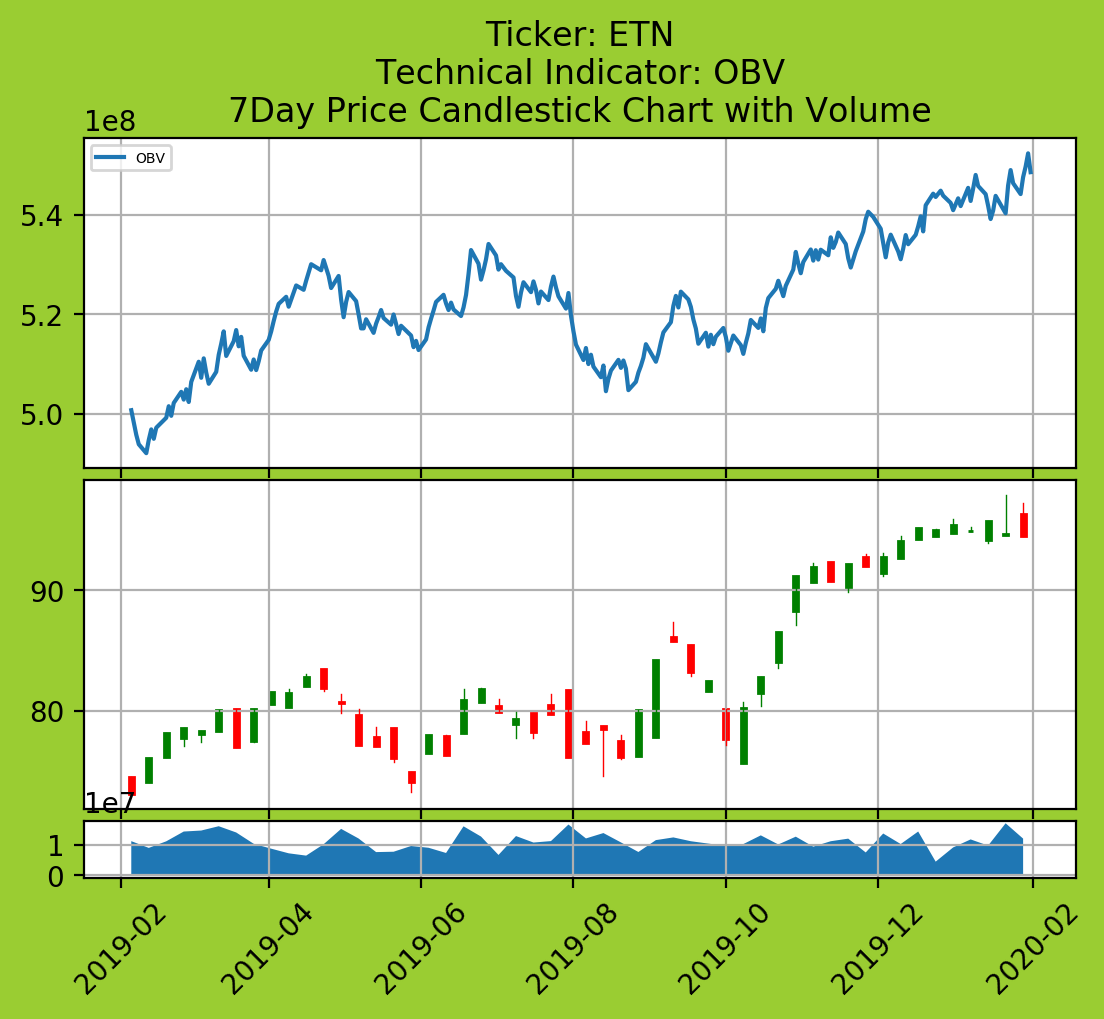 Ticker: ETN
Technical Indicator: OBV
7Day Price Candlestick Chart with Volume
1e8
OBV
5.4
5.2
5.0
90
80
1e7
1
0
2019-02
2019-04
2019-06
2019-08
2019-10
2019-12
2020-02